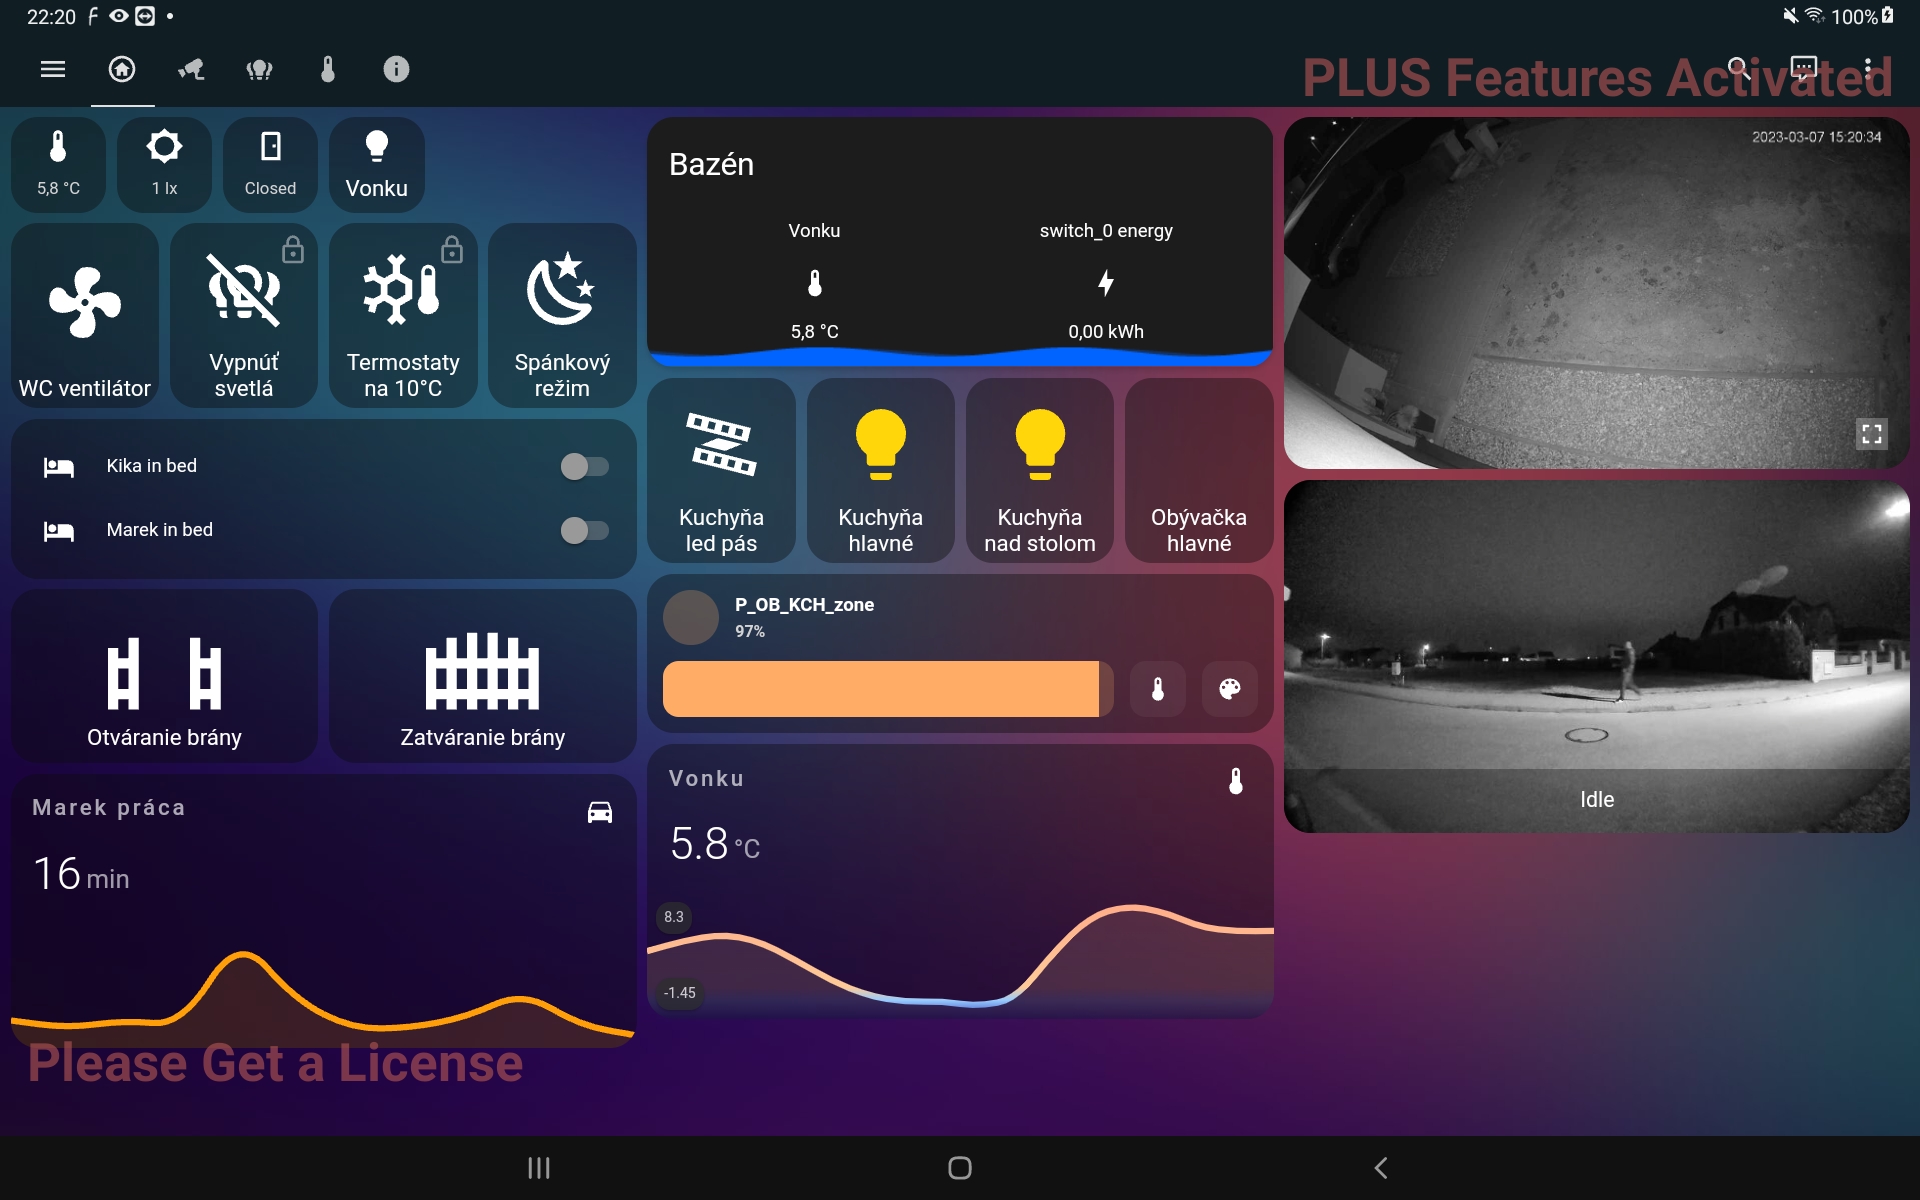 22:20
100%
PLUS Features Activated
5,8 °C
1 lx
Closed
Vonku
WC ventilátor
Vypnúť
svetlá
Termostaty
na 10°C
Spánkový
režim
Kika in bed
Marek in bed
Otváranie brány
Zatváranie brány
Marek práca
16 min
Please Get a License
Bazén
Vonku
switch_0 energy
5,8 °C
0,00 kWh
Kuchyňa
led pás
Kuchyňa
hlavné
Kuchyňa
nad stolom
Obývačka
hlavné
P_OB_KCH_zone
97%
Vonku
5.8 °C
8.3
-1.45
2023-03-07 15:20:34
Idle